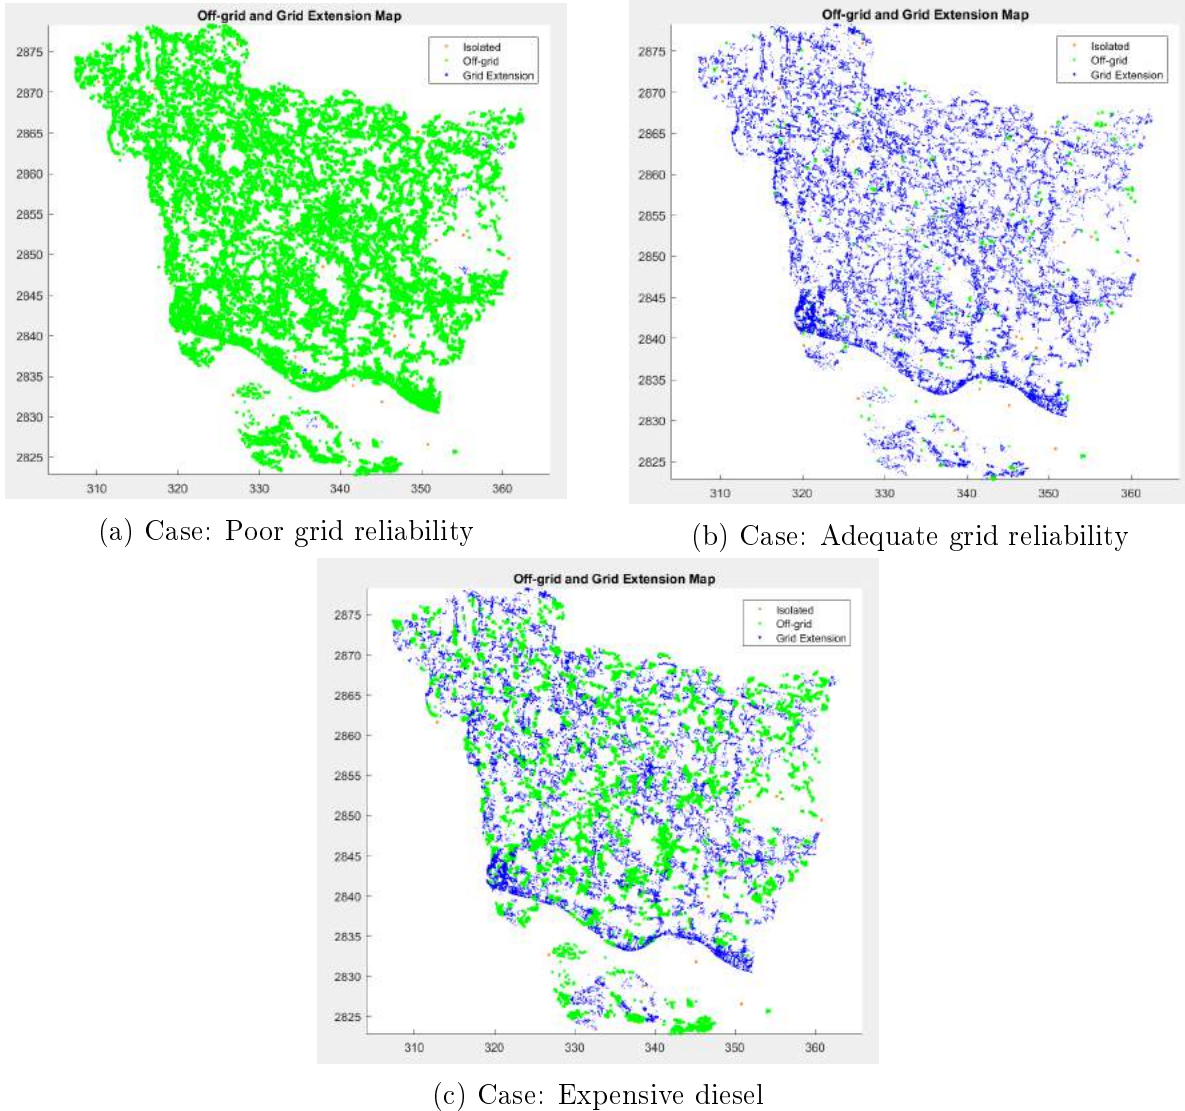 Off-grid and Grid Extension Map
Isolated
Off-grid
Grid Extension
2875
2870
2865
2860
2855
2850
2845
2840
2835
2830
2825
310 320 330 340 350 360
(a) Case: Poor grid reliability
Off-grid and Grid Extension Map
Isolated
Off-grid
Grid Extension
2875
2870
2865
2860
2855
2850
2845
2840
2835
2830
2825
310 320 330 340 350 360
(b) Case: Adequate grid reliability
Off-grid and Grid Extension Map
Isolated
Off-grid
Grid Extension
2875
2870
2865
2860
2855
2850
2845
2840
2835
2830
2825
310 320 330 340 350 360
(c) Case: Expensive diesel